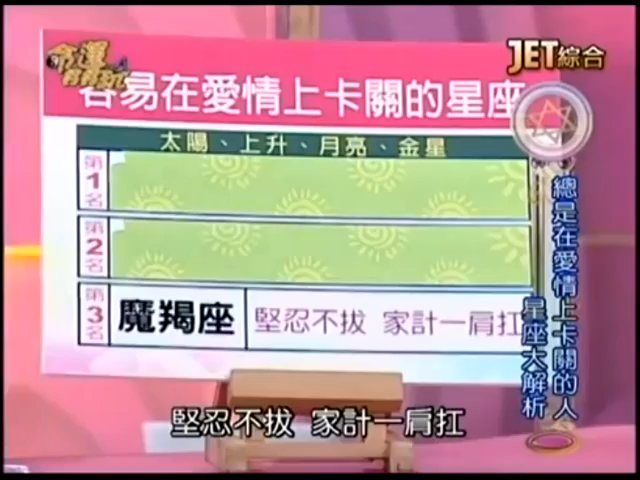 命運好好玩
JET綜合
容易在愛情上卡關的星座
太陽、上升、月亮、金星
第1名
第2名
第3名 魔羯座 堅忍不拔 家計一肩扛
總是在愛情上卡關的人
星座大解析
堅忍不拔 家計一肩扛